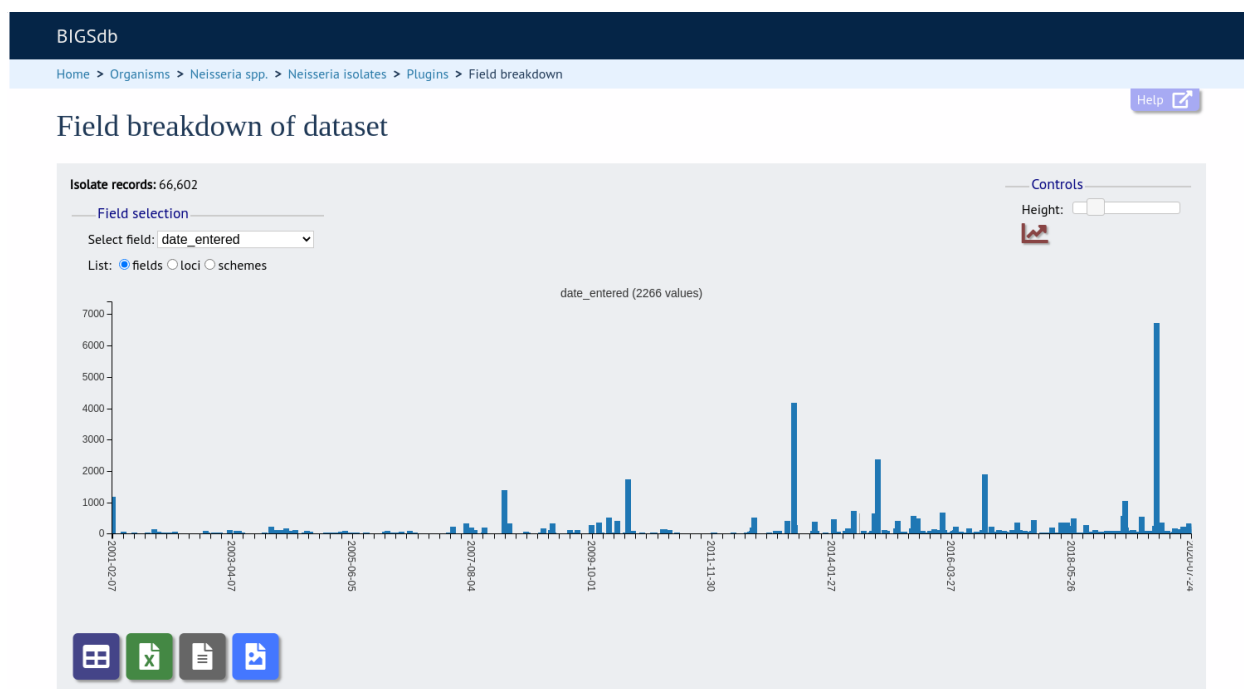 BIGSdb
Home > Organisms > Neisseria spp. > Neisseria isolates > Plugins > Field breakdown
Help
Field breakdown of dataset
Isolate records: 66,602
Controls
Field selection
Height:
Select field: date_entered
List: fields loci schemes
date_entered (2266 values)
7000
6000
5000
4000
3000
2000
1000
0
2001-02-07
2003-04-07
2005-06-05
2007-08-04
2009-10-01
2011-11-30
2014-01-27
2016-03-27
2018-05-26
2020-07-24
X